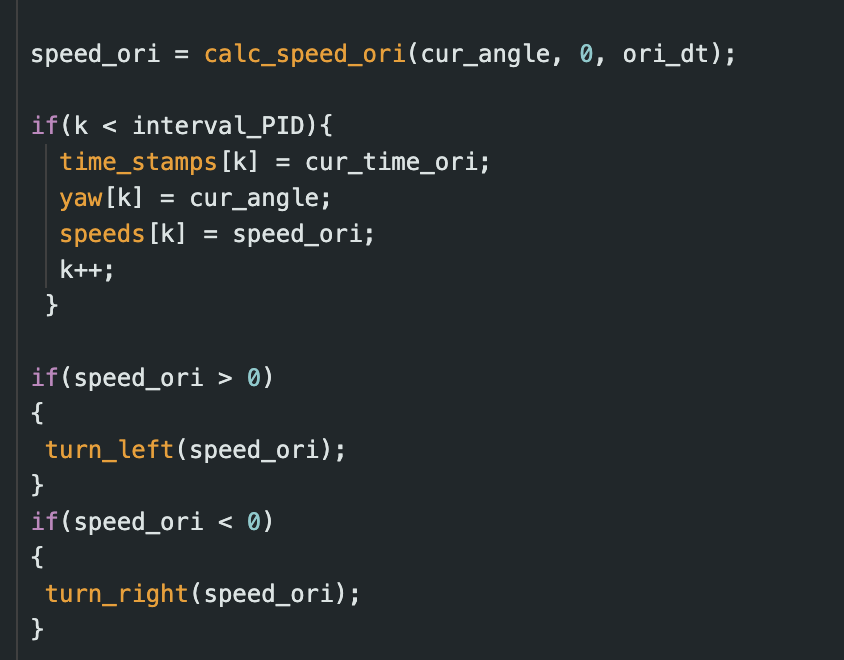 speed_ori = calc_speed_ori(cur_angle, 0, ori_dt);
if(k < interval_PID){
time_stamps[k] = cur_time_ori;
yaw[k] = cur_angle;
speeds[k] = speed_ori;
k++;
}
if(speed_ori > 0)
{
turn_left(speed_ori);
}
if(speed_ori < 0)
{
turn_right(speed_ori);
}